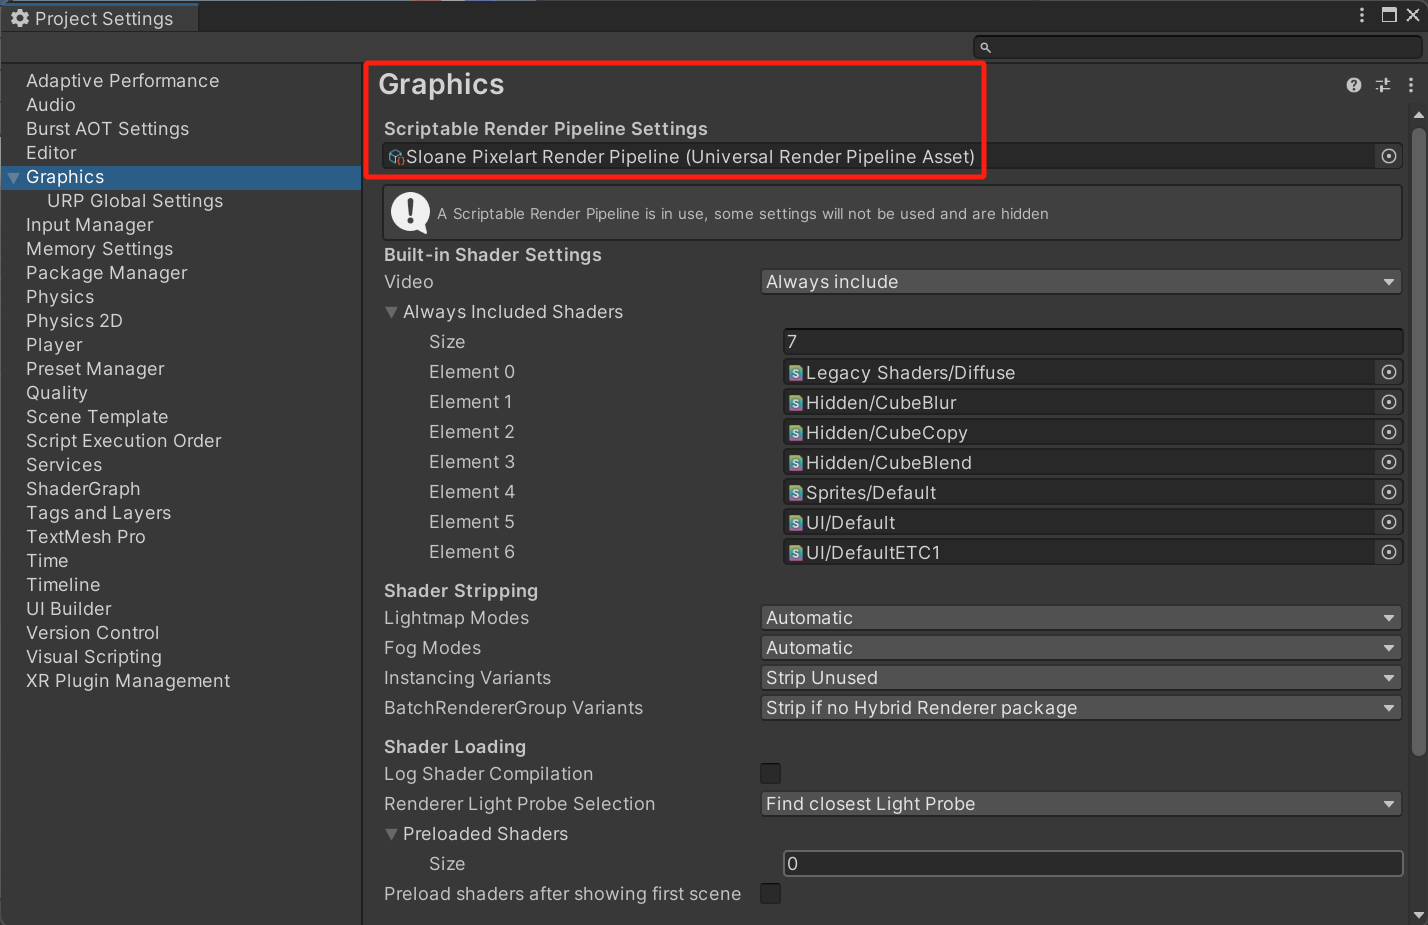 Project Settings
Adaptive Performance
Audio
Burst AOT Settings
Editor
Graphics
URP Global Settings
Input Manager
Memory Settings
Package Manager
Physics
Physics 2D
Player
Preset Manager
Quality
Scene Template
Script Execution Order
Services
ShaderGraph
Tags and Layers
TextMesh Pro
Time
Timeline
UI Builder
Version Control
Visual Scripting
XR Plugin Management
Graphics
Scriptable Render Pipeline Settings
Sloane Pixelart Render Pipeline (Universal Render Pipeline Asset)
A Scriptable Render Pipeline is in use, some settings will not be used and are hidden
Built-in Shader Settings
Video Always include
Always Included Shaders
Size 7
Element 0 Legacy Shaders/Diffuse
Element 1 Hidden/CubeBlur
Element 2 Hidden/CubeCopy
Element 3 Hidden/CubeBlend
Element 4 Sprites/Default
Element 5 UI/Default
Element 6 UI/DefaultETC1
Shader Stripping
Lightmap Modes Automatic
Fog Modes Automatic
Instancing Variants Strip Unused
BatchRendererGroup Variants Strip if no Hybrid Renderer package
Shader Loading
Log Shader Compilation
Renderer Light Probe Selection Find closest Light Probe
Preloaded Shaders
Size 0
Preload shaders after showing first scene